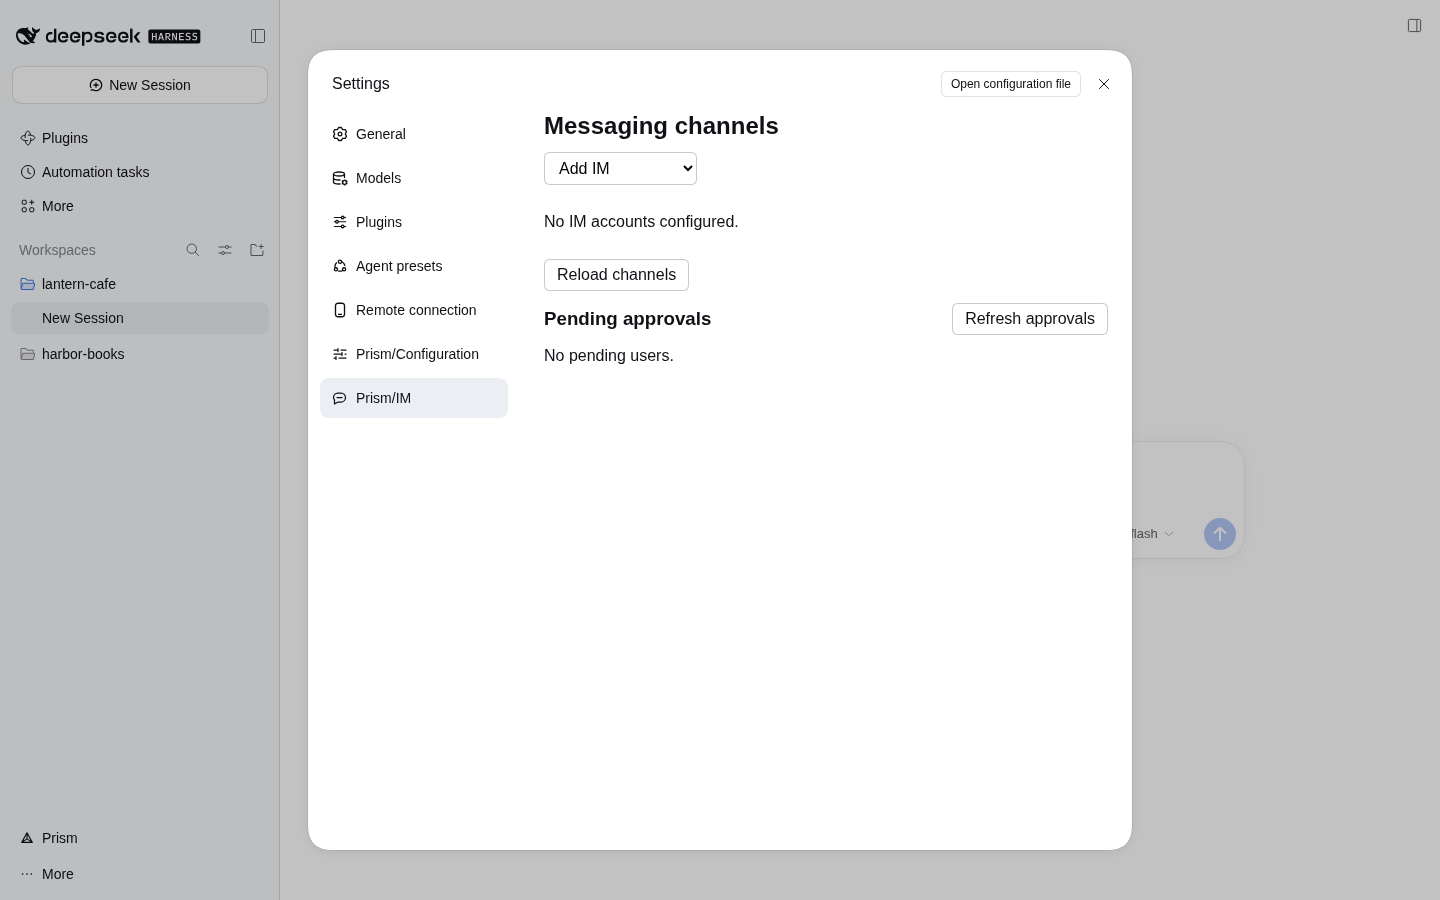 deepseek HARNESS
New Session
Plugins
Automation tasks
More
Workspaces
lantern-cafe
New Session
harbor-books
Prism
More
Settings
Open configuration file
General
Models
Plugins
Agent presets
Remote connection
Prism/Configuration
Prism/IM
Messaging channels
Add IM
No IM accounts configured.
Reload channels
Pending approvals
Refresh approvals
No pending users.
flash